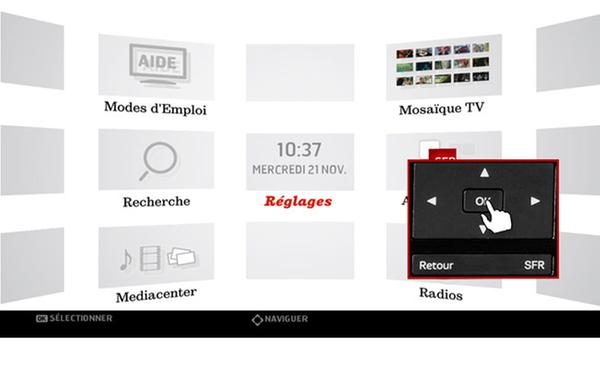 AIDE
Modes d'Emploi
Mosaïque TV
10:37
MERCREDI 21 NOV.
Recherche
Réglages
OK
Retour
SFR
Mediacenter
Radios
OK SÉLECTIONNER
NAVIGUER